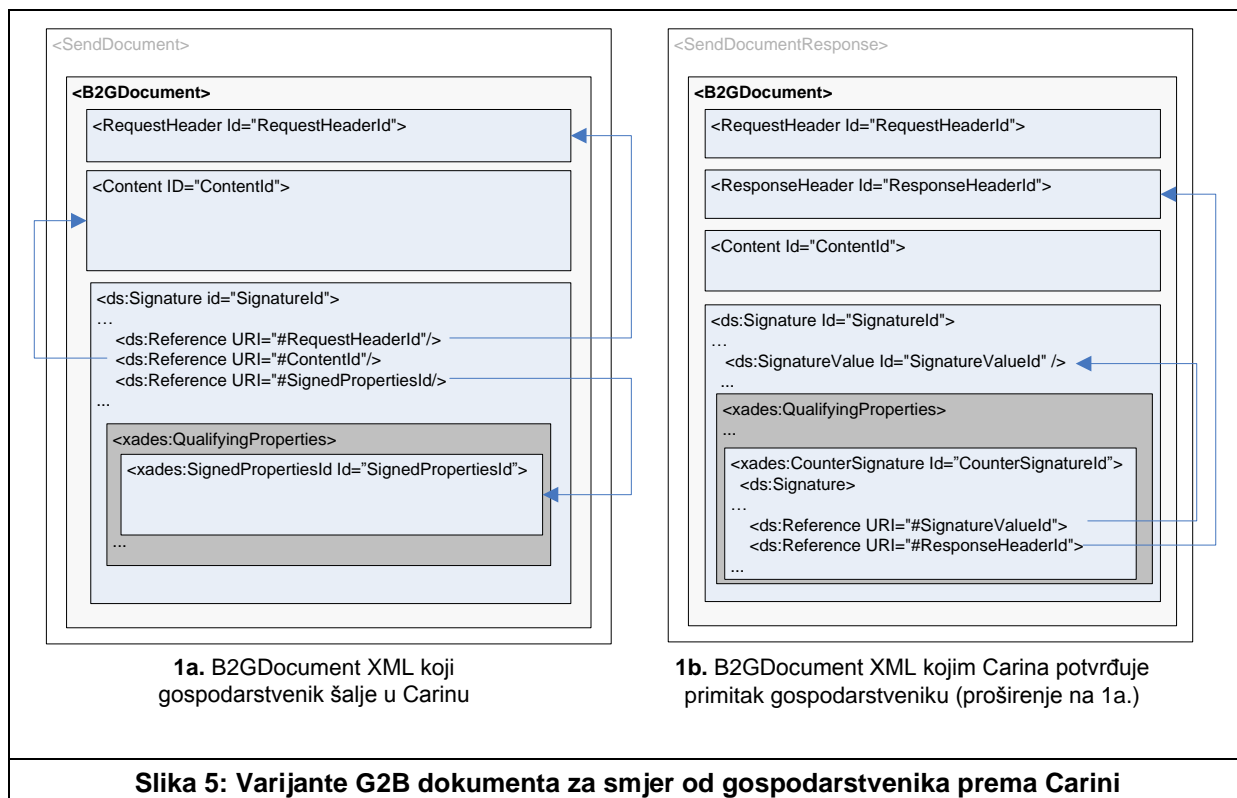 <SendDocument>
<B2GDocument>
<RequestHeader Id="RequestHeaderId">
<Content ID="ContentId">
<ds:Signature id="SignatureId">
…
<ds:Reference URI="#RequestHeaderId"/>
<ds:Reference URI="#ContentId"/>
<ds:Reference URI="#SignedPropertiesId/>
...
<xades:QualifyingProperties>
<xades:SignedPropertiesId Id=”SignedPropertiesId”>
...
1a. B2GDocument XML koji
gospodarstvenik šalje u Carinu
<SendDocumentResponse>
<B2GDocument>
<RequestHeader Id="RequestHeaderId">
<ResponseHeader Id="ResponseHeaderId">
<Content Id="ContentId">
<ds:Signature Id="SignatureId">
…
<ds:SignatureValue Id="SignatureValueId" />
...
<xades:QualifyingProperties>
...
<xades:CounterSignature Id=”CounterSignatureId”>
<ds:Signature>
…
<ds:Reference URI="#SignatureValueId">
<ds:Reference URI="#ResponseHeaderId">
...
1b. B2GDocument XML kojim Carina potvrđuje
primitak gospodarstveniku (proširenje na 1a.)
Slika 5: Varijante G2B dokumenta za smjer od gospodarstvenika prema Carini